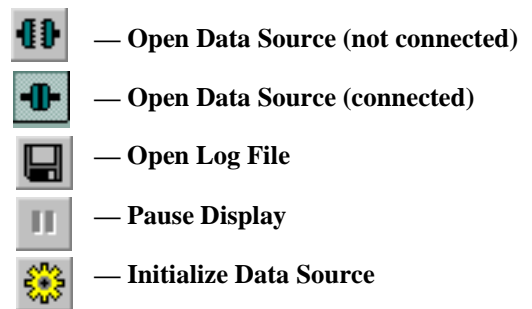 — Open Data Source (not connected)
— Open Data Source (connected)
— Open Log File
— Pause Display
— Initialize Data Source